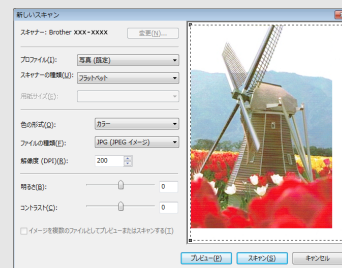 新しいスキャン
スキャナー: Brother XXX-XXXX
変更(N)...
プロファイル(I):
写真 (既定)
スキャナーの種類(U):
フラットベット
用紙サイズ(E):
色の形式(O):
カラー
ファイルの種類(F):
JPG (JPEG イメージ)
解像度 (DPI)(R):
200
明るさ(B):
0
コントラスト(C):
0
イメージを複数のファイルとしてプレビューまたはスキャンする(I)
プレビュー(P)
スキャン(S)
キャンセル